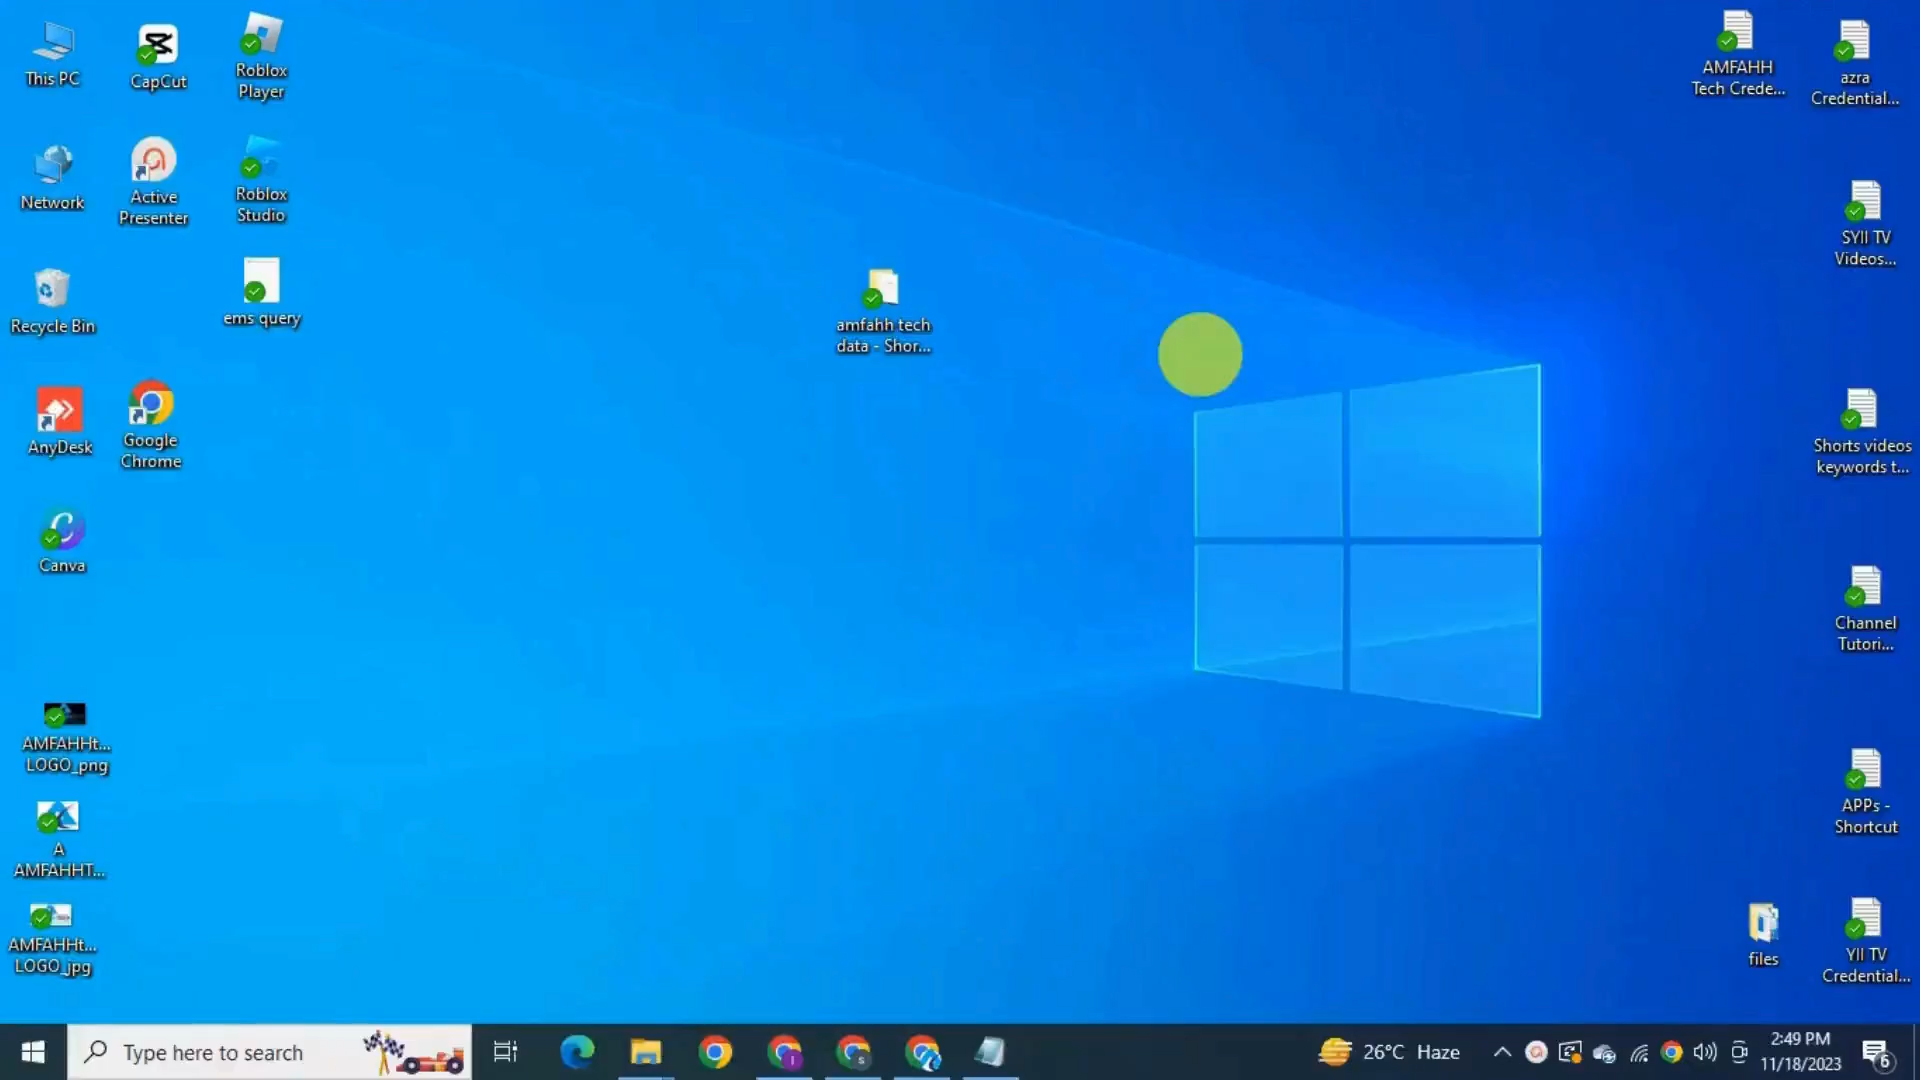 This PC
CapCut
Roblox
Player
AMFAHH
Tech Crede...
azra
Credential...
Network
Active
Presenter
Roblox
Studio
SYII TV
Videos...
Recycle Bin
ems query
amfahh tech
data - Shor...
AnyDesk
Google
Chrome
Shorts videos
keywords t...
Canva
Channel
Tutori...
AMFAHHt...
LOGO_png
APPs -
Shortcut
A
AMFAHHT...
AMFAHHt...
LOGO_jpg
files
YII TV
Credential...
Type here to search
26°C Haze
2:49 PM
11/18/2023
6